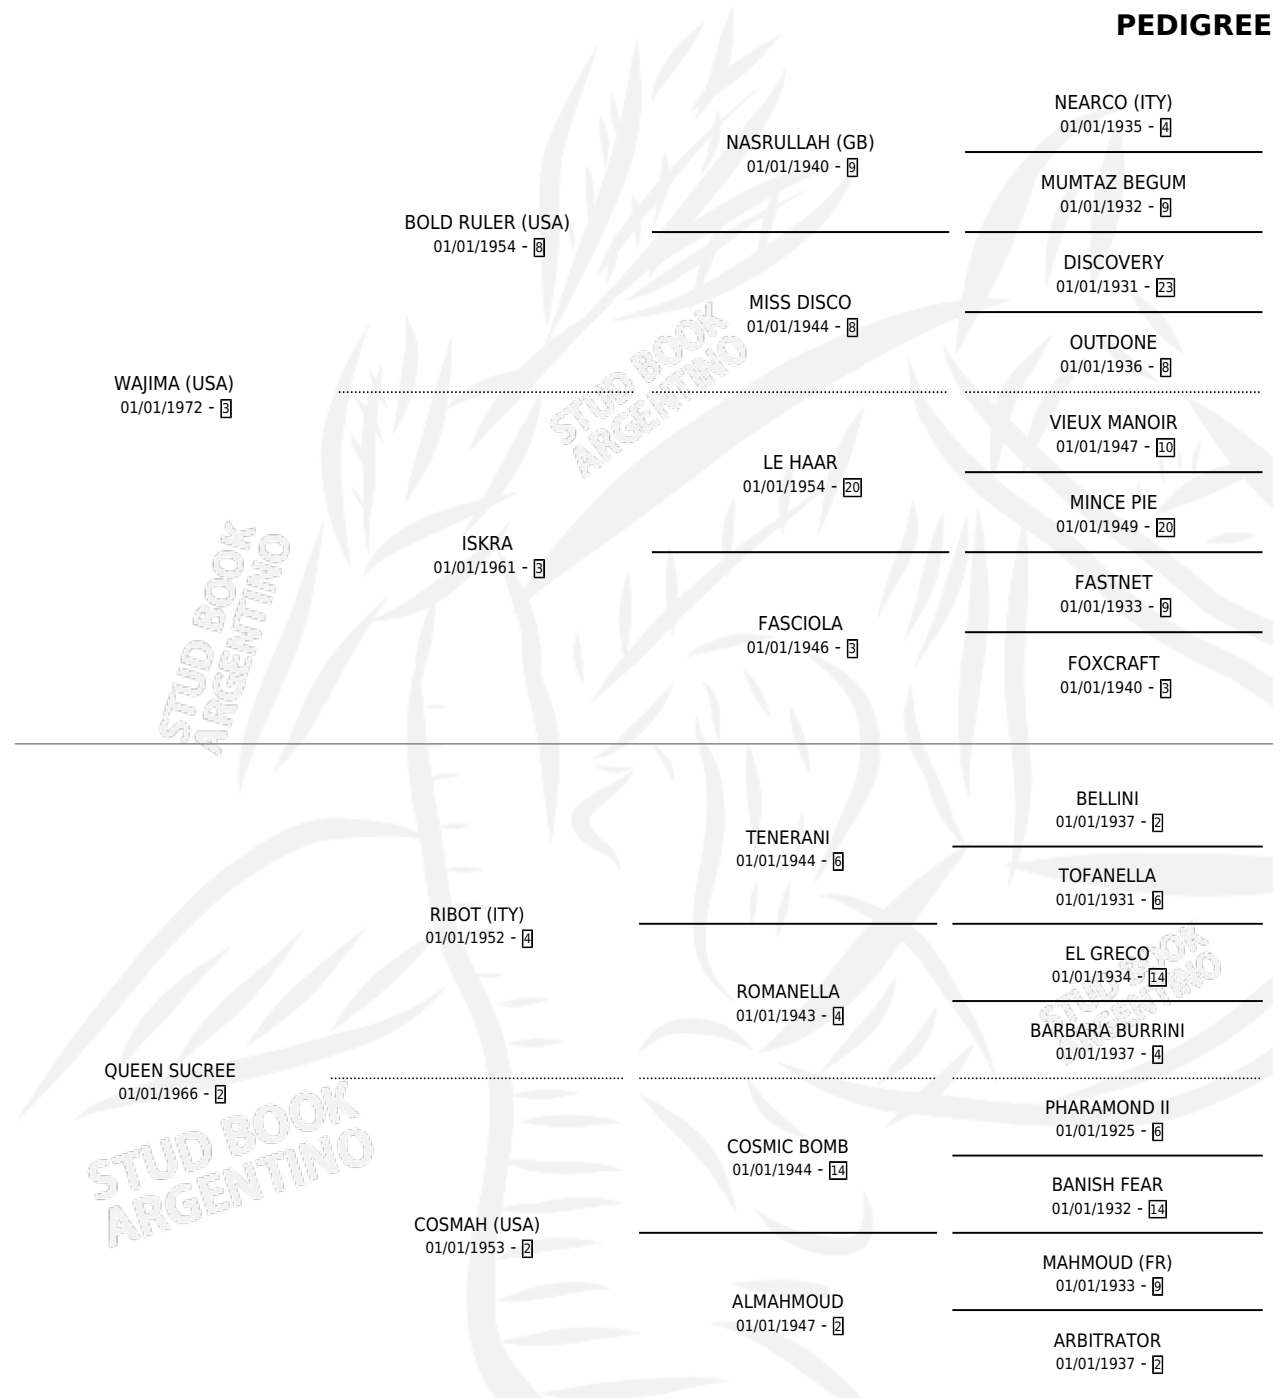 PEDIGREE
NEARCO (ITY)
01/01/1935 - 4
NASRULLAH (GB)
01/01/1940 - 9
MUMTAZ BEGUM
01/01/1932 - 9
BOLD RULER (USA)
01/01/1954 - 8
DISCOVERY
01/01/1931 - 23
MISS DISCO
01/01/1944 - 8
OUTDONE
01/01/1936 - 8
WAJIMA (USA)
01/01/1972 - 3
VIEUX MANOIR
01/01/1947 - 10
LE HAAR
01/01/1954 - 20
MINCE PIE
01/01/1949 - 20
ISKRA
01/01/1961 - 3
FASTNET
01/01/1933 - 9
FASCIOLA
01/01/1946 - 3
FOXCRAFT
01/01/1940 - 3
BELLINI
01/01/1937 - 2
TENERANI
01/01/1944 - 6
TOFANELLA
01/01/1931 - 6
RIBOT (ITY)
01/01/1952 - 4
EL GRECO
01/01/1934 - 14
ROMANELLA
01/01/1943 - 4
BARBARA BURRINI
01/01/1937 - 4
QUEEN SUCREE
01/01/1966 - 2
PHARAMOND II
01/01/1925 - 6
COSMIC BOMB
01/01/1944 - 14
BANISH FEAR
01/01/1932 - 14
COSMAH (USA)
01/01/1953 - 2
MAHMOUD (FR)
01/01/1933 - 9
ALMAHMOUD
01/01/1947 - 2
ARBITRATOR
01/01/1937 - 2
STUD BOOK
ARGENTINO
STUD BOOK
ARGENTINO
STUD BOOK
ARGENTINO
STUD BOOK
ARGENTINO